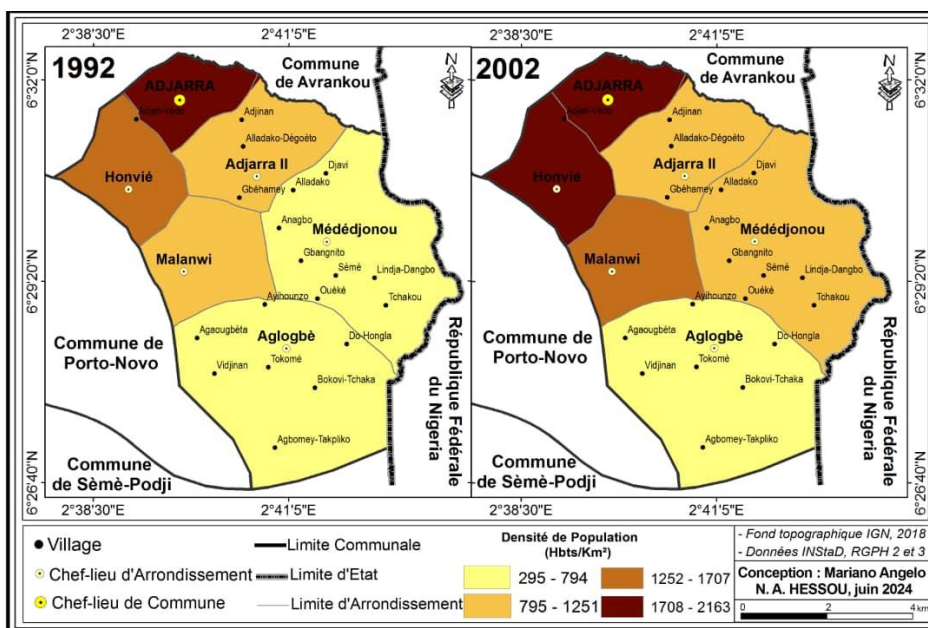 2°38'30"E
2°41'5"E
2°38'30"E
2°41'5"E
1992
Commune
de Avrankou
N
6°32'0"N
ADJARRA
Adjati-Vèdo
Adjinan
Alladako-Dégoéto
Adjarra II
Djavi
Honvié
Gbéhamey
Alladako
Anagbo
Médédjonou
Malanwi
Gbangnito
Sèmè
Lindja-Dangbo
6°29'20"N
Ouèkè
Ayihounzo
Tchakou
Commune de
Porto-Novo
Agaougbèta
Aglogbè
Do-Hongla
Vidjinan
Tokomè
Bokovi-Tchaka
République Fédérale
du Nigeria
Agbomey-Takpliko
Commune
de Sèmè-Podji
6°26'40"N
2°38'30"E
2°41'5"E
2002
Commune
de Avrankou
N
6°32'0"N
ADJARRA
Adjati-Vèdo
Adjinan
Alladako-Dégoéto
Adjarra II
Djavi
Honvié
Gbéhamey
Alladako
Anagbo
Médédjonou
Malanwi
Gbangnito
Sèmè
Lindja-Dangbo
6°29'20"N
Ouèkè
Ayihounzo
Tchakou
Commune de
Porto-Novo
Agaougbèta
Aglogbè
Do-Hongla
Vidjinan
Tokomè
Bokovi-Tchaka
République Fédérale
du Nigeria
Agbomey-Takpliko
Commune
de Sèmè-Podji
6°26'40"N
2°38'30"E
2°41'5"E
Village
Chef-lieu d'Arrondissement
Chef-lieu de Commune
Limite Communale
Limite d'Etat
Limite d'Arrondissement
Densité de Population
(Hbts/Km²)
295 - 794
795 - 1251
1252 - 1707
1708 - 2163
- Fond topographique IGN, 2018
- Données INStaD, RGPH 2 et 3
Conception : Mariano Angelo
N. A. HESSOU, juin 2024
0 2 4 km